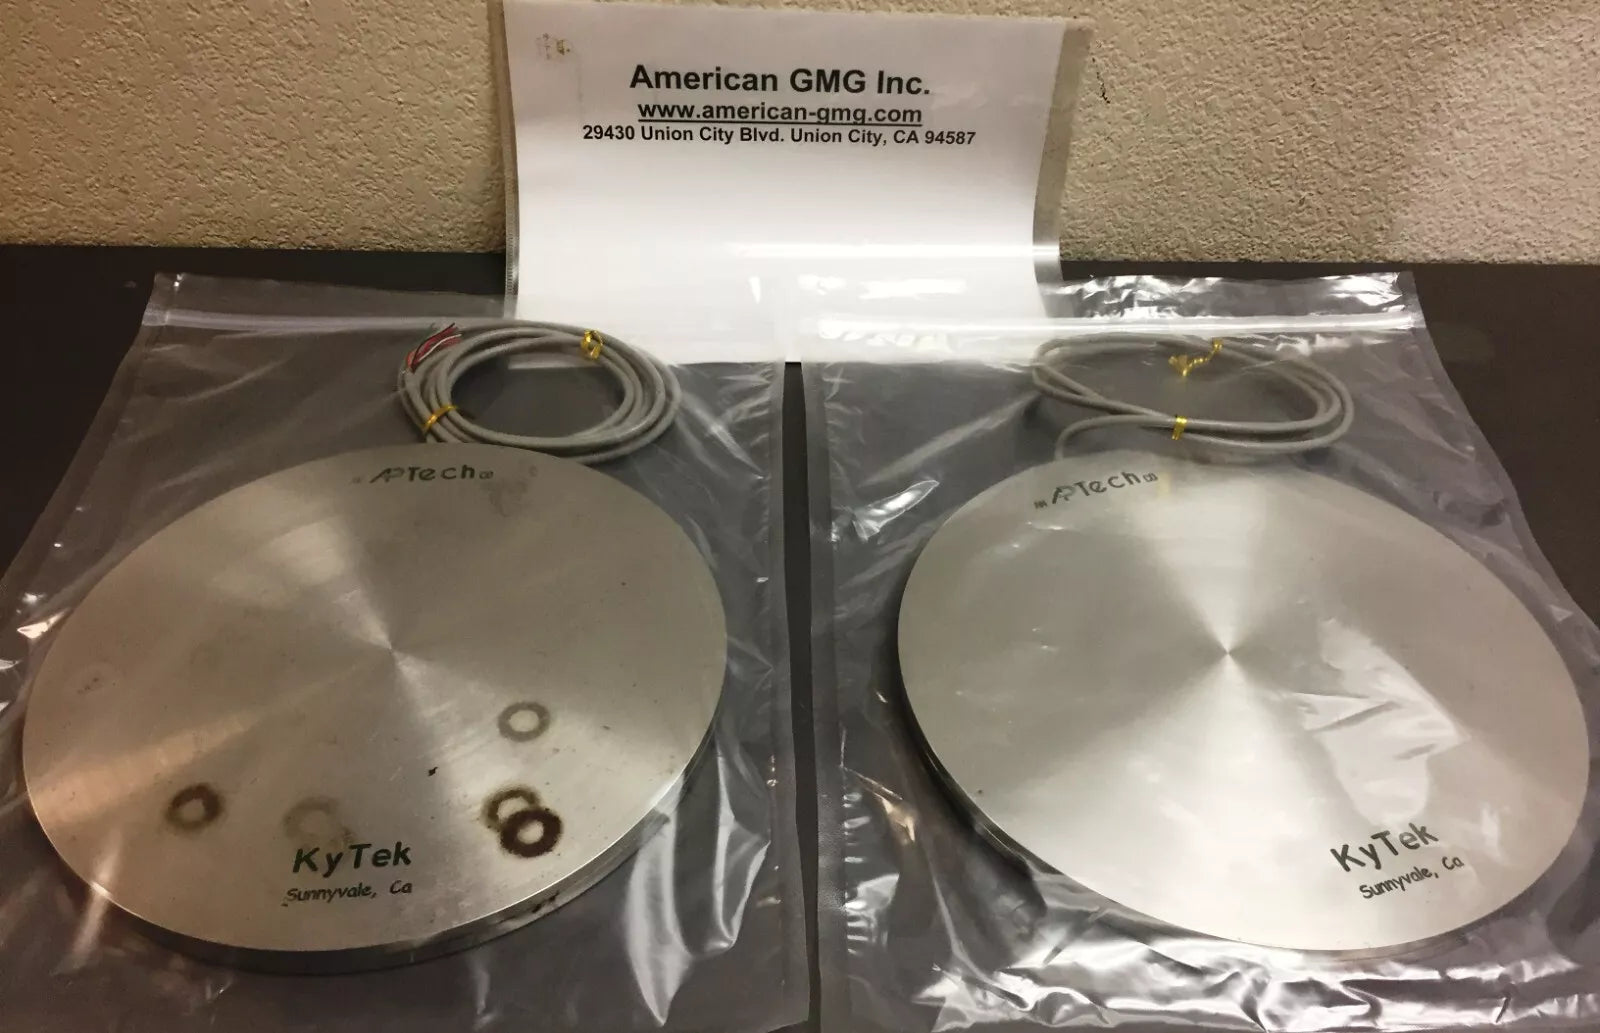 American GMG Inc.
www.american-gmg.com
29430 Union City Blvd. Union City, CA 94587
APTech
KyTek
Sunnyvale, Ca
APTech
KyTek
Sunnyvale, Ca